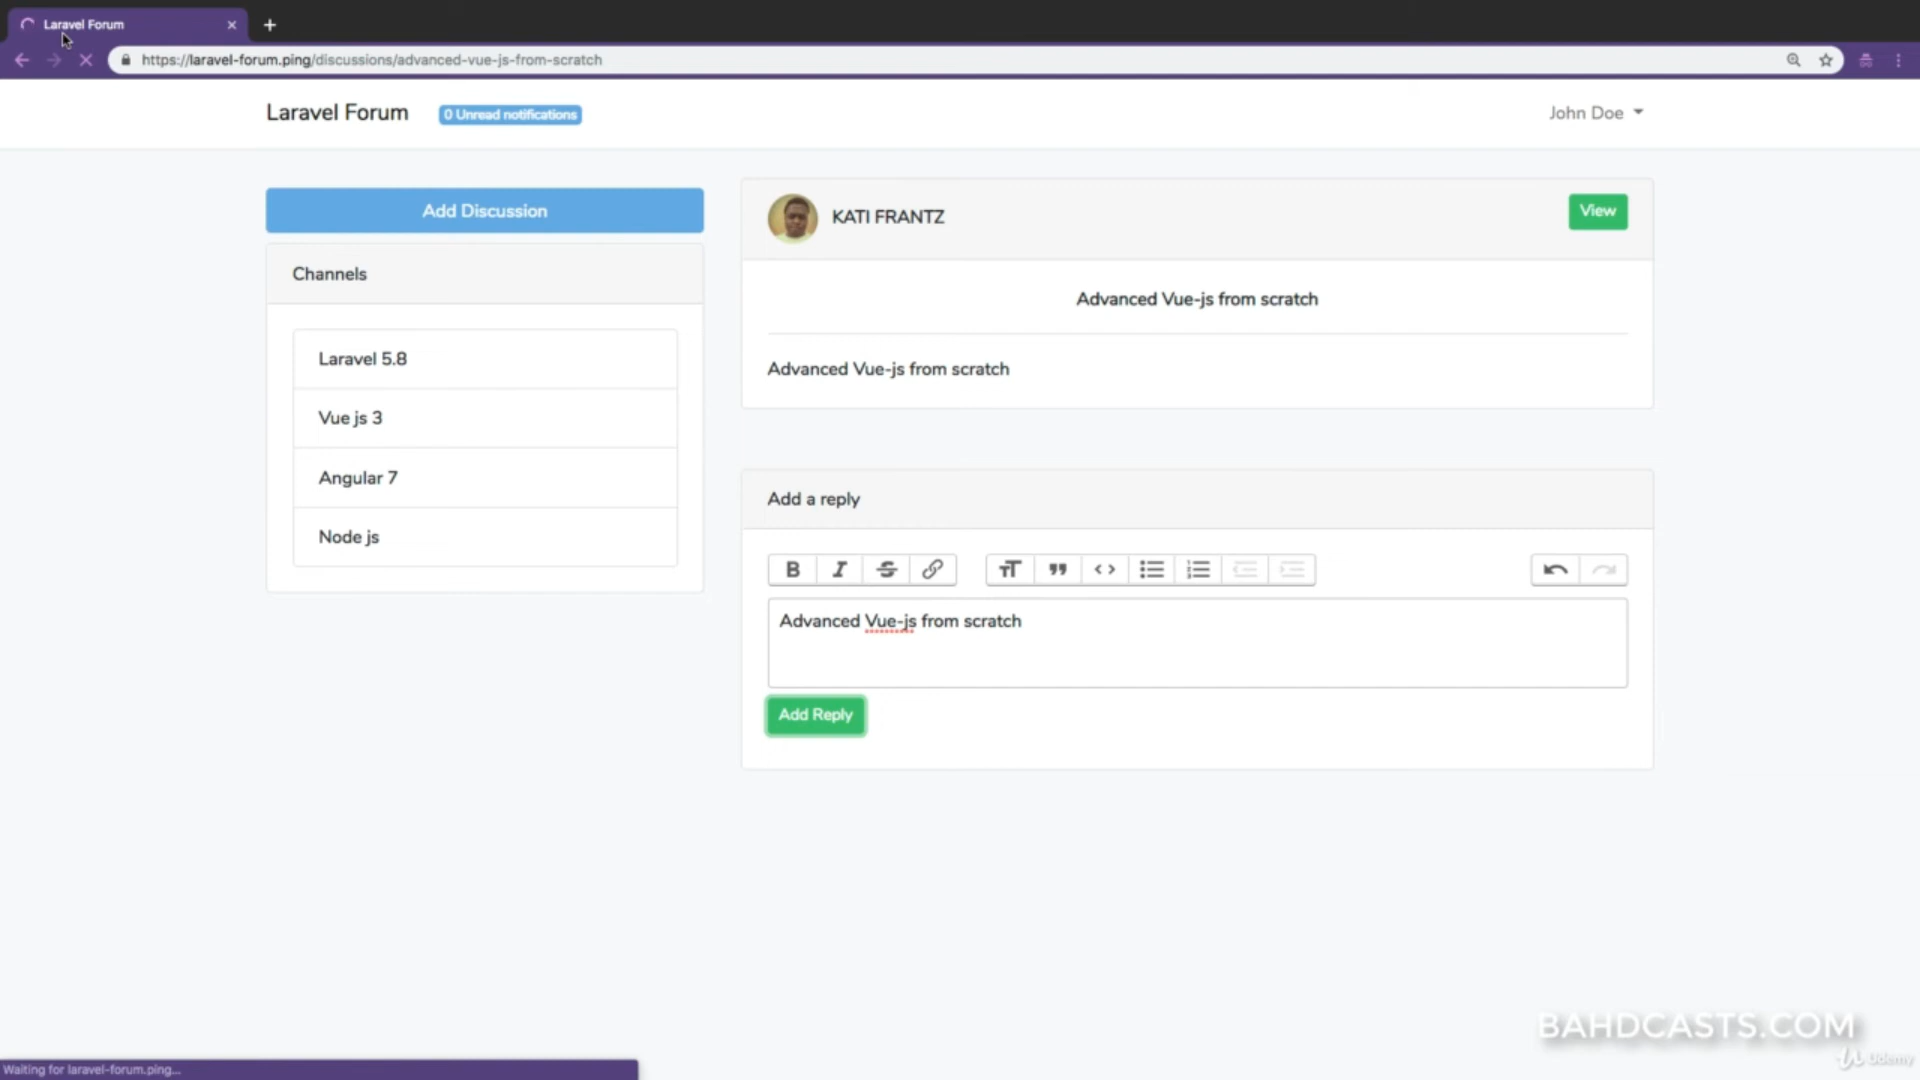 Laravel Forum
https://laravel-forum.ping/discussions/advanced-vue-js-from-scratch
Laravel Forum
0 Unread notifications
John Doe
Add Discussion
Channels
Laravel 5.8
Vue js 3
Angular 7
Node js
KATI FRANTZ
View
Advanced Vue-js from scratch
Advanced Vue-js from scratch
Add a reply
Advanced Vue-js from scratch
Add Reply
BAHDCASTS.COM
Udemy
Waiting for laravel-forum.ping...